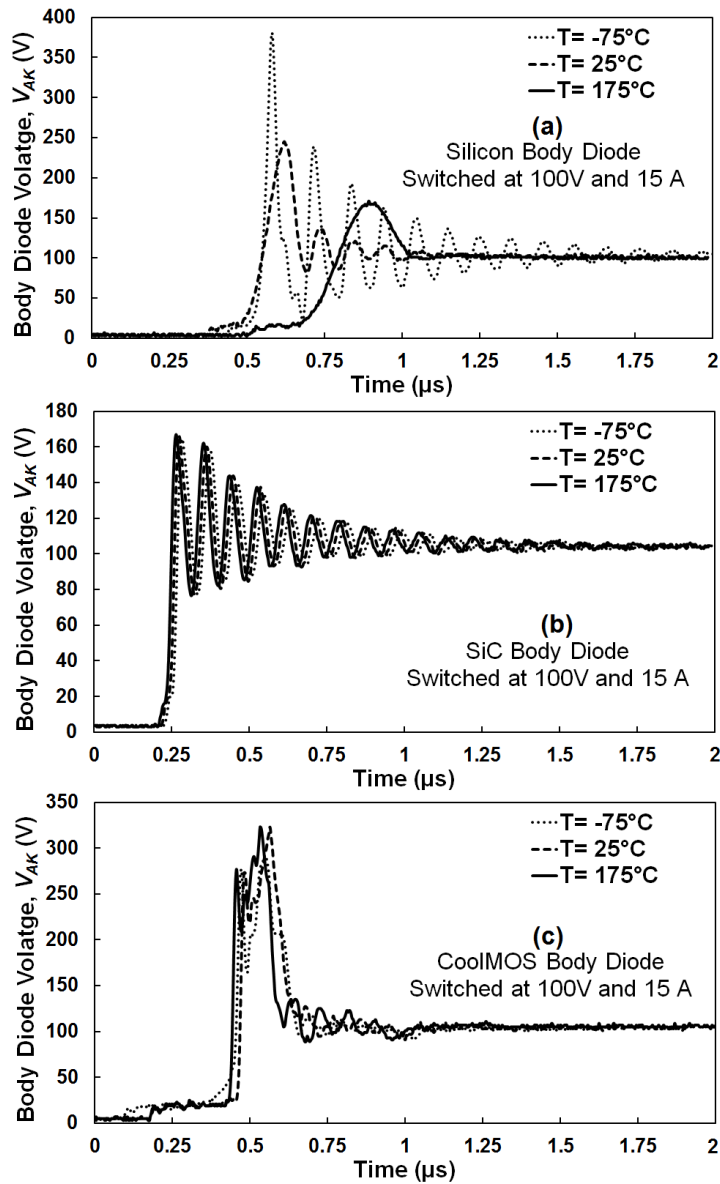 400
350
300
250
200
150
100
50
0
Body Diode Volatge, VAK (V)
T= -75°C
T= 25°C
T= 175°C
(a)
Silicon Body Diode
Switched at 100V and 15 A
0 0.25 0.5 0.75 1 1.25 1.5 1.75 2
Time (µs)
180
160
140
120
100
80
60
40
20
0
Body Diode Volatge, VAK (V)
T= -75°C
T= 25°C
T= 175°C
(b)
SiC Body Diode
Switched at 100V and 15 A
0 0.25 0.5 0.75 1 1.25 1.5 1.75 2
Time (µs)
350
300
250
200
150
100
50
0
Body Diode Volatge, VAK (V)
T= -75°C
T= 25°C
T= 175°C
(c)
CoolMOS Body Diode
Switched at 100V and 15 A
0 0.25 0.5 0.75 1 1.25 1.5 1.75 2
Time (µs)